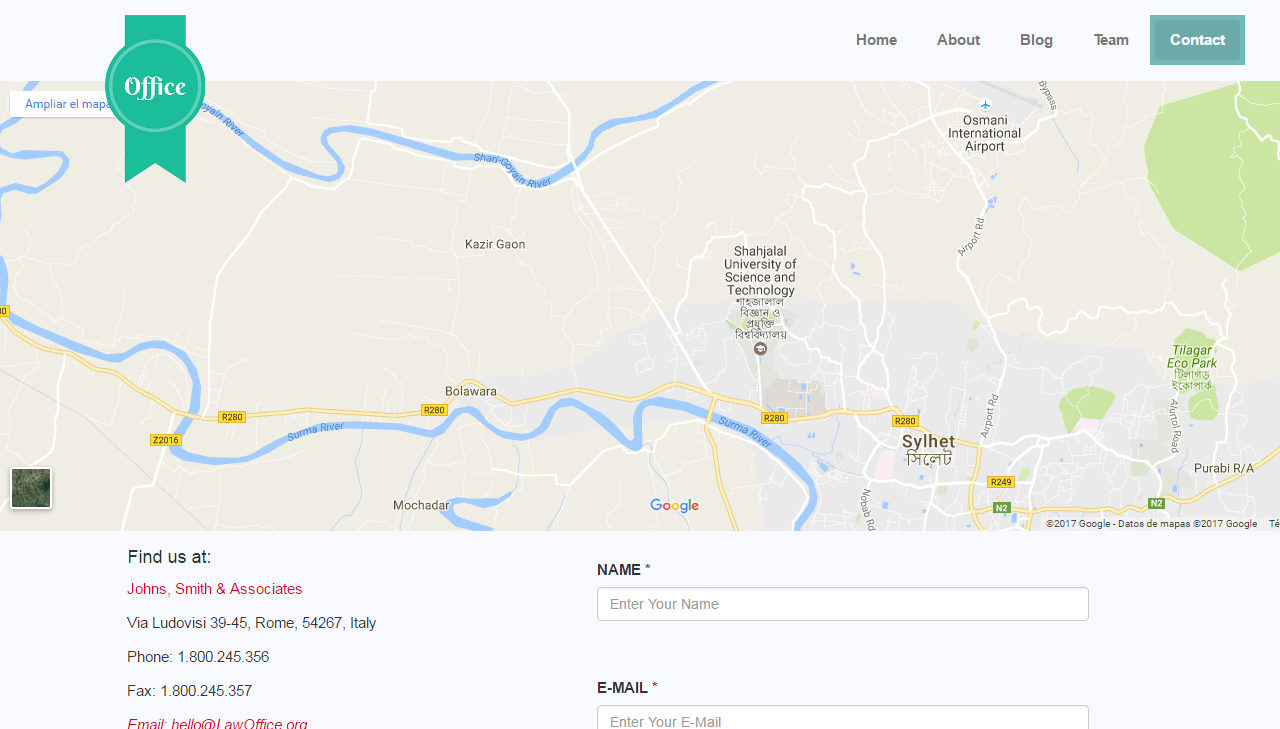 Home
About
Blog
Team
Contact
Office
Ampliar el mapa
Shari-Goyain River
Bypass
Osmani
International
Airport
Airport Rd
Kazir Gaon
Shahjalal
University of
Science and
Technology
শাহজালাল
বিজ্ঞান ও
প্রযুক্তি
বিশ্ববিদ্যালয়
Tilagar
Eco Park
টিলাগড়
ইকোপার্ক
Bolawara
R280
R280
R280
R280
Z2016
Surma River
Surma River
Airport Rd
Sylhet
সিলেট
Purabi R/A
R249
N2
N2
Mochadar
Nobab Rd
Google
©2017 Google - Datos de mapas ©2017 Google
Find us at:
Johns, Smith & Associates
Via Ludovisi 39-45, Rome, 54267, Italy
Phone: 1.800.245.356
Fax: 1.800.245.357
Email: hello@LawOffice.org
NAME *
Enter Your Name
E-MAIL *
Enter Your E-Mail